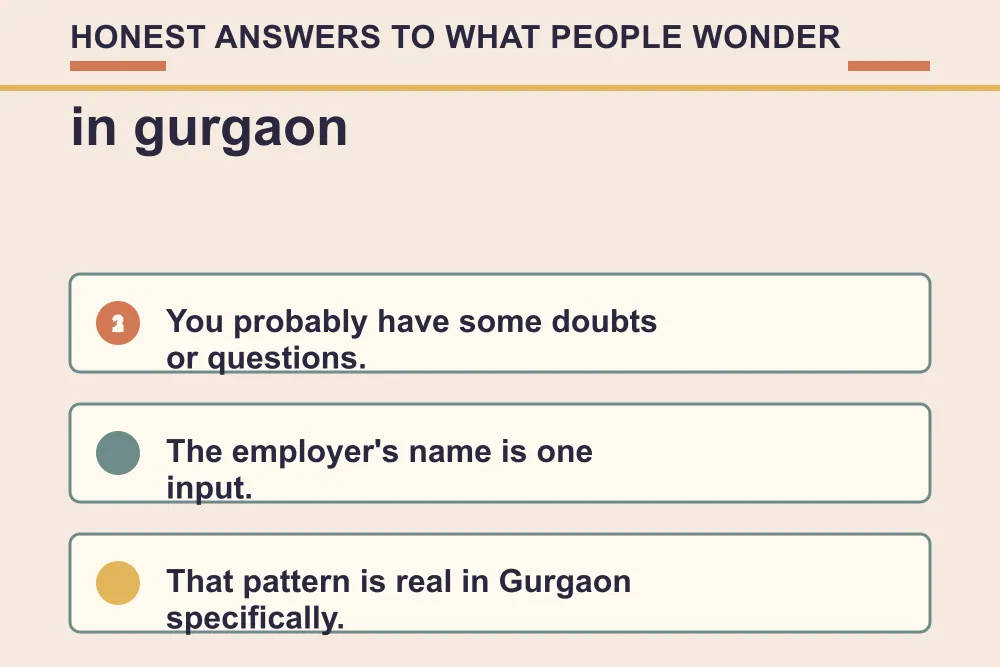 HONEST ANSWERS TO WHAT PEOPLE WONDER
in gurgaon
You probably have some doubts
or questions.
The employer's name is one
input.
That pattern is real in Gurgaon
specifically.